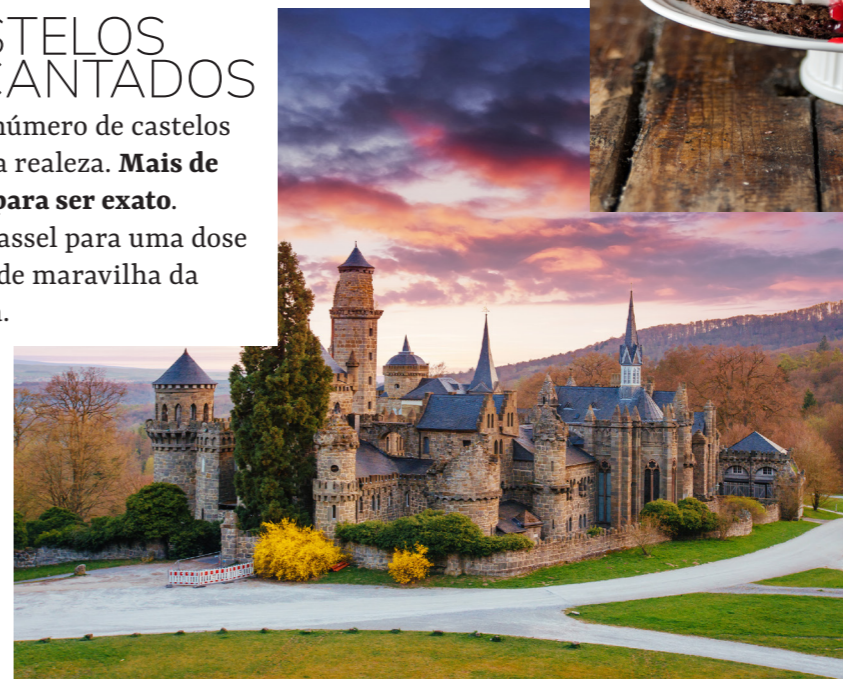 STELOS
CANTADOS
número de castelos
a realeza. Mais de
para ser exato.
assel para uma dose
de maravilha da
.